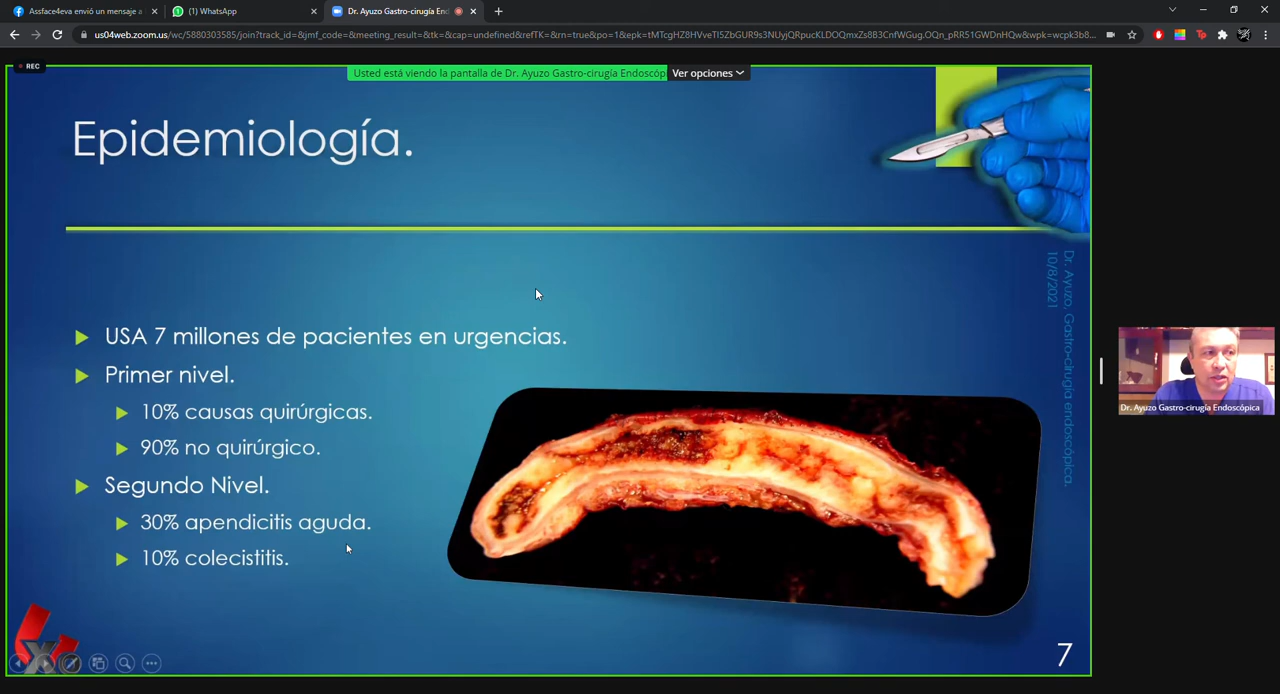 Assface4eva envió un mensaje a
WhatsApp
Dr. Ayuzo Gastro-cirugía End
REC
Usted está viendo la pantalla de Dr. Ayuzo Gastro-cirugía Endoscóp
Ver opciones
Epidemiología.
USA 7 millones de pacientes en urgencias.
Primer nivel.
10% causas quirúrgicas.
90% no quirúrgico.
Segundo Nivel.
30% apendicitis aguda.
10% colecistitis.
Dr. Ayuzo, Gastro-cirugía endoscópica.
10/8/2021
7
Dr. Ayuzo Gastro-cirugía Endoscópica